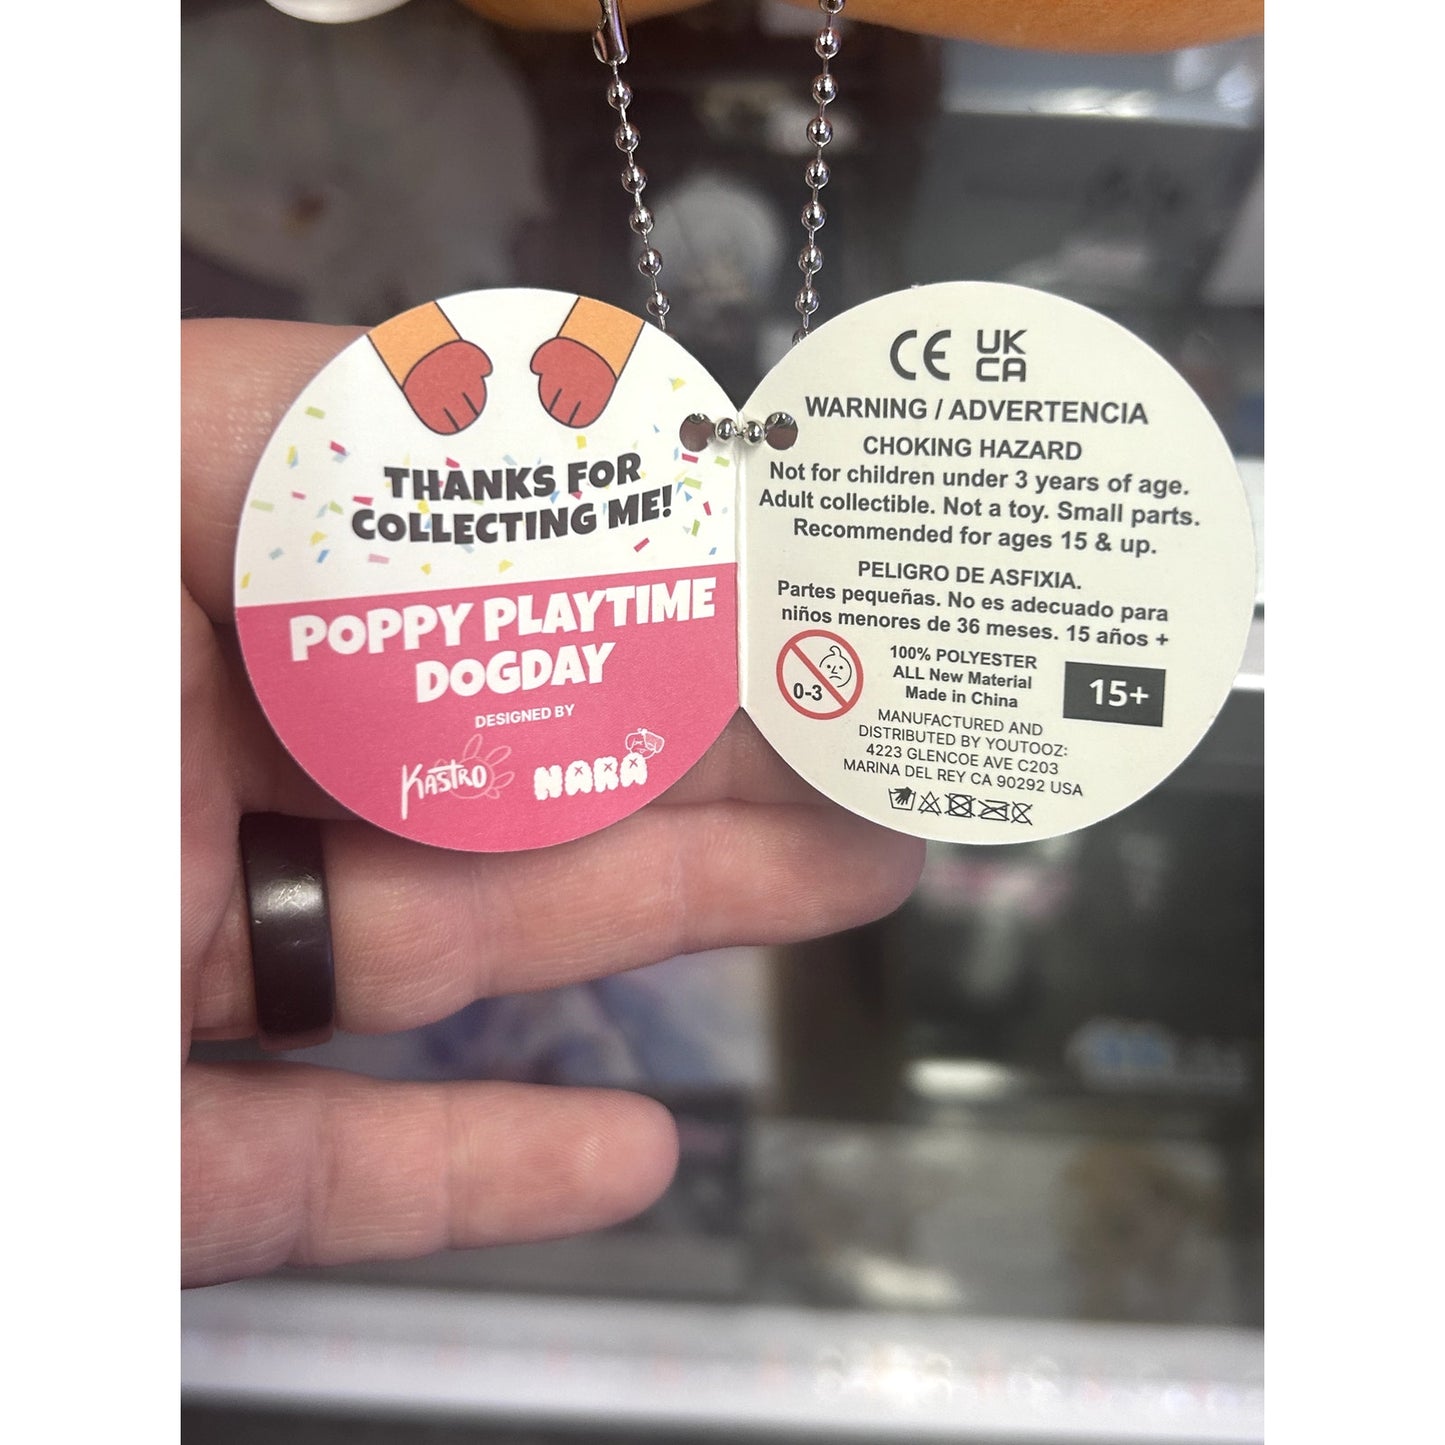 THANKS FOR
COLLECTING ME!
POPPY PLAYTIME
DOGDAY
DESIGNED BY
KASTRO NARA
CE UK
CA
WARNING / ADVERTENCIA
CHOKING HAZARD
Not for children under 3 years of age.
Adult collectible. Not a toy. Small parts.
Recommended for ages 15 & up.
PELIGRO DE ASFIXIA.
Partes pequeñas. No es adecuado para
niños menores de 36 meses. 15 años +
0-3
100% POLYESTER
ALL New Material
Made in China
15+
MANUFACTURED AND
DISTRIBUTED BY YOUTOOZ:
4223 GLENCOE AVE C203
MARINA DEL REY CA 90292 USA